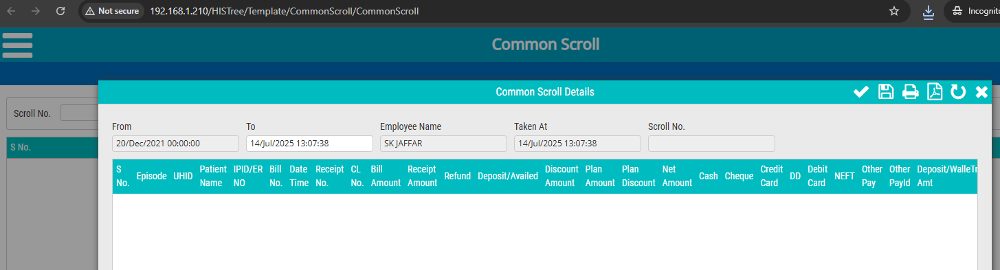 Not secure 192.168.1.210/HISTree/Template/CommonScroll/CommonScroll Incognito
Common Scroll
Common Scroll Details
Scroll No.
S No.
From To Employee Name Taken At Scroll No.
20/Dec/2021 00:00:00 14/Jul/2025 13:07:38 SK JAFFAR 14/Jul/2025 13:07:38
S No. Episode UHID Patient Name IPID/ER NO Bill No. Date Time Receipt No. CL No. Bill Amount Receipt Amount Refund Deposit/Availed Discount Amount Plan Amount Plan Discount Net Amount Cash Cheque Credit Card DD Debit Card NEFT Other Pay Other PayId Deposit/WalleTr Amt